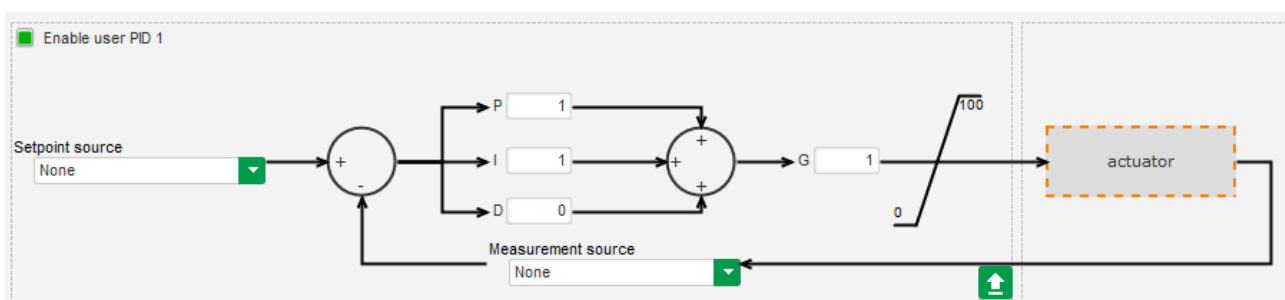 Enable user PID 1
P 1
100
Setpoint source
None
+
-
I 1
+
+
+
G 1
actuator
D 0
0
Measurement source
None